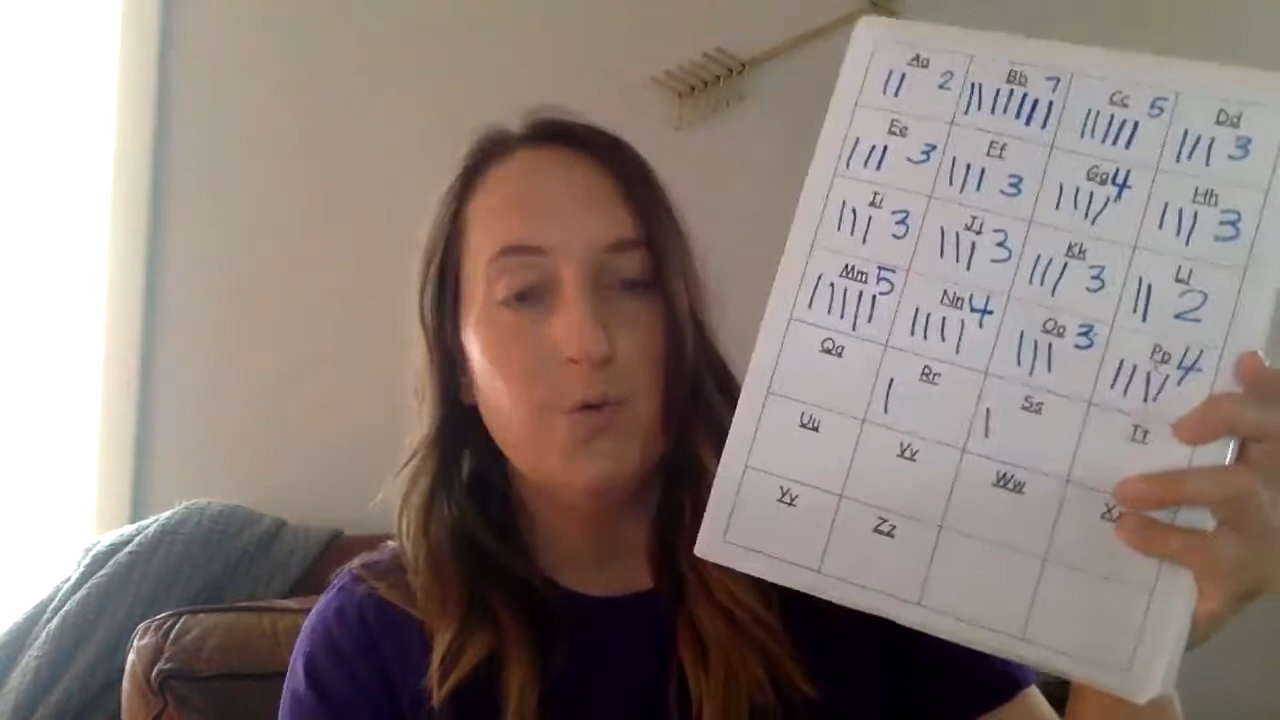 Aa 2 Bb 7 Cc 5 Dd 3
Ee 3 Ff 3 Gg 4 Hh 3
Ii 3 Jj 3 Kk 3 Ll 2
Mm 5 Nn 4 Oo 3 Pp 4
Qq Rr Ss Tt
Uu Vv Ww
Yy Zz